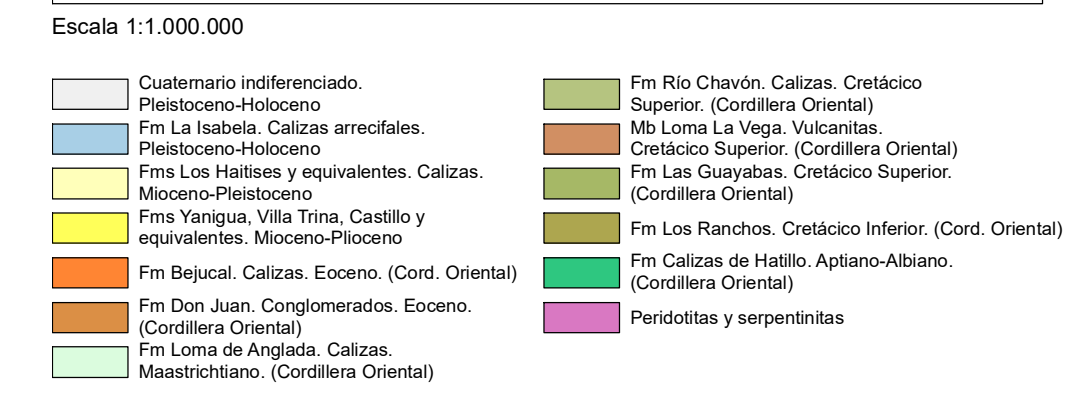 Escala 1:1.000.000
Cuaternario indiferenciado.
Pleistoceno-Holoceno
Fm La Isabela. Calizas arrecifales.
Pleistoceno-Holoceno
Fms Los Haitises y equivalentes. Calizas.
Mioceno-Pleistoceno
Fms Yanigua, Villa Trina, Castillo y
equivalentes. Mioceno-Plioceno
Fm Bejucal. Calizas. Eoceno. (Cord. Oriental)
Fm Don Juan. Conglomerados. Eoceno.
(Cordillera Oriental)
Fm Loma de Anglada. Calizas.
Maastrichtiano. (Cordillera Oriental)
Fm Río Chavón. Calizas. Cretácico
Superior. (Cordillera Oriental)
Mb Loma La Vega. Vulcanitas.
Cretácico Superior. (Cordillera Oriental)
Fm Las Guayabas. Cretácico Superior.
(Cordillera Oriental)
Fm Los Ranchos. Cretácico Inferior. (Cord. Oriental)
Fm Calizas de Hatillo. Aptiano-Albiano.
(Cordillera Oriental)
Peridotitas y serpentinitas